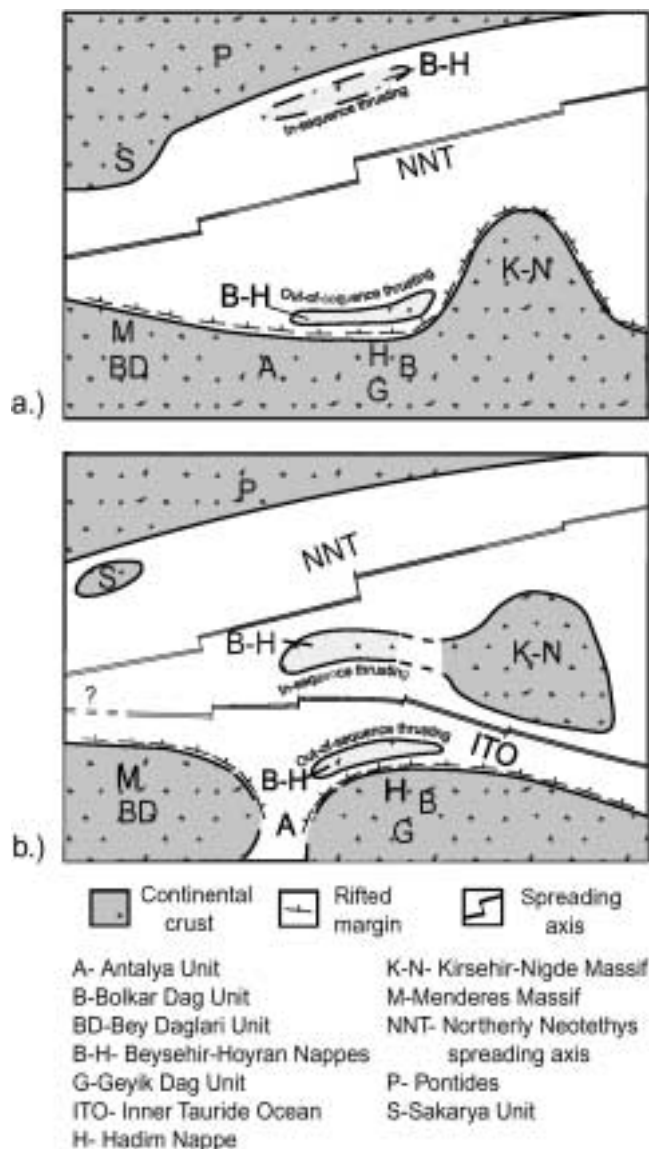 P
B-H
In-sequence thrusting
S
NNT
K-N
Out-of-sequence thrusting
B-H
M
BD
A
H
B
G
a.)
P
NNT
S
B-H
K-N
In-sequence thrusting
?
Out-of-sequence thrusting
ITO
B-H
M
BD
A
H
B
G
b.)
Continental crust
Rifted margin
Spreading axis
A- Antalya Unit
B-Bolkar Dag Unit
BD-Bey Daglari Unit
B-H- Beysehir-Hoyran Nappes
G-Geyik Dag Unit
ITO- Inner Tauride Ocean
H- Hadim Nappe
K-N- Kirsehir-Nigde Massif
M-Menderes Massif
NNT- Northerly Neotethys
spreading axis
P- Pontides
S-Sakarya Unit